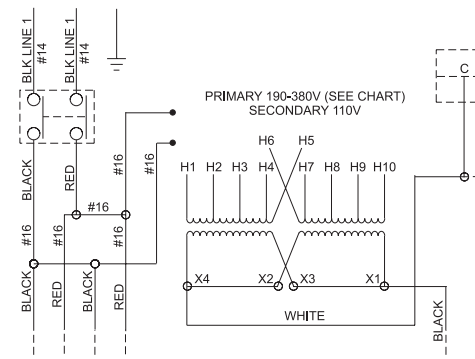 BLK LINE 1
#14
BLK LINE 1
#14
C
PRIMARY 190-380V (SEE CHART)
SECONDARY 110V
H6 H5
H1 H2 H3 H4 H7 H8 H9 H10
BLACK
RED
#16
#16
#16
#16
#16
X4 X2 X3 X1
WHITE
BLACK
RED
BLACK
RED
BLACK